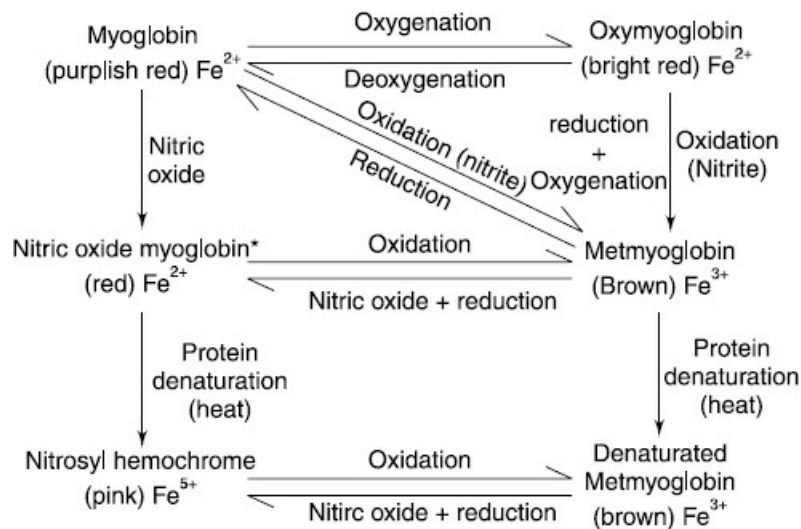 Myoglobin
(purplish red) Fe2+
Oxygenation
Deoxygenation
Oxymyoglobin
(bright red) Fe2+
Nitric
oxide
Oxidation (nitrite)
Reduction
reduction
+
Oxygenation
Oxidation
(Nitrite)
Nitric oxide myoglobin*
(red) Fe2+
Oxidation
Nitric oxide + reduction
Metmyoglobin
(Brown) Fe3+
Protein
denaturation
(heat)
Protein
denaturation
(heat)
Nitrosyl hemochrome
(pink) Fe5+
Oxidation
Nitirc oxide + reduction
Denaturated
Metmyoglobin
(brown) Fe3+